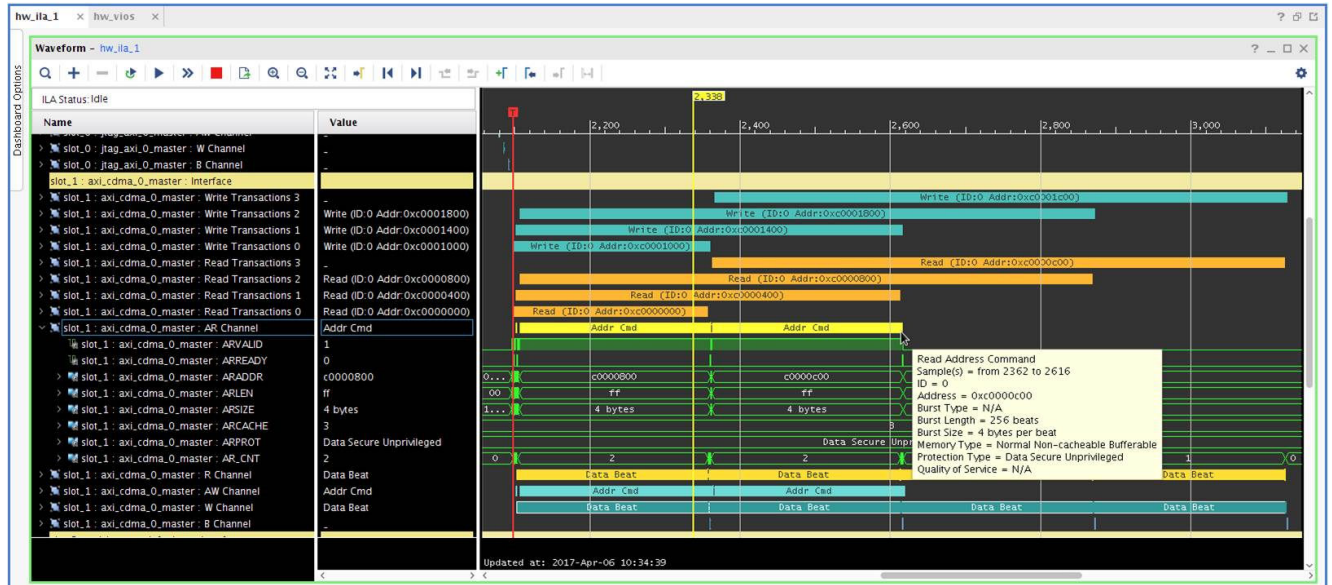 hw_ila_1 × hw_vios ×
Dashboard Options
Waveform - hw_ila_1
ILA Status: Idle
Name Value
slot_0 : jtag_axi_0_master : AW Channel
slot_0 : jtag_axi_0_master : W Channel -
slot_0 : jtag_axi_0_master : B Channel -
slot_1 : axi_cdma_0_master : Interface
slot_1 : axi_cdma_0_master : Write Transactions 3 -
slot_1 : axi_cdma_0_master : Write Transactions 2 Write (ID:0 Addr:0xc0001800)
slot_1 : axi_cdma_0_master : Write Transactions 1 Write (ID:0 Addr:0xc0001400)
slot_1 : axi_cdma_0_master : Write Transactions 0 Write (ID:0 Addr:0xc0001000)
slot_1 : axi_cdma_0_master : Read Transactions 3 -
slot_1 : axi_cdma_0_master : Read Transactions 2 Read (ID:0 Addr:0xc0000800)
slot_1 : axi_cdma_0_master : Read Transactions 1 Read (ID:0 Addr:0xc0000400)
slot_1 : axi_cdma_0_master : Read Transactions 0 Read (ID:0 Addr:0xc0000000)
slot_1 : axi_cdma_0_master : AR Channel Addr Cmd
slot_1 : axi_cdma_0_master : ARVALID 1
slot_1 : axi_cdma_0_master : ARREADY 0
slot_1 : axi_cdma_0_master : ARADDR c0000800
slot_1 : axi_cdma_0_master : ARLEN ff
slot_1 : axi_cdma_0_master : ARSIZE 4 bytes
slot_1 : axi_cdma_0_master : ARCACHE 3
slot_1 : axi_cdma_0_master : ARPROT Data Secure Unprivileged
slot_1 : axi_cdma_0_master : AR_CNT 2
slot_1 : axi_cdma_0_master : R Channel Data Beat
slot_1 : axi_cdma_0_master : AW Channel Addr Cmd
slot_1 : axi_cdma_0_master : W Channel Data Beat
slot_1 : axi_cdma_0_master : B Channel -
2,338
T
2,200 2,400 2,600 2,800 3,000
Write (ID:0 Addr:0xc0001c00)
Write (ID:0 Addr:0xc0001800)
Write (ID:0 Addr:0xc0001400)
Write (ID:0 Addr:0xc0001000)
Read (ID:0 Addr:0xc0000c00)
Read (ID:0 Addr:0xc0000800)
Read (ID:0 Addr:0xc0000400)
Read (ID:0 Addr:0xc0000000)
Addr Cmd Addr Cmd
0... c0000800 c0000c00
00 ff ff
1... 4 bytes 4 bytes
3
Data Secure Unpr
0 2 2 1 0
Data Beat Data Beat Data Beat
Addr Cmd Addr Cmd
Data Beat Data Beat Data Beat Data Beat
Read Address Command
Sample(s) = from 2362 to 2616
ID = 0
Address = 0xc0000c00
Burst Type = N/A
Burst Length = 256 beats
Burst Size = 4 bytes per beat
Memory Type = Normal Non-cacheable Bufferable
Protection Type = Data Secure Unprivileged
Quality of Service = N/A
Updated at: 2017-Apr-06 10:34:39